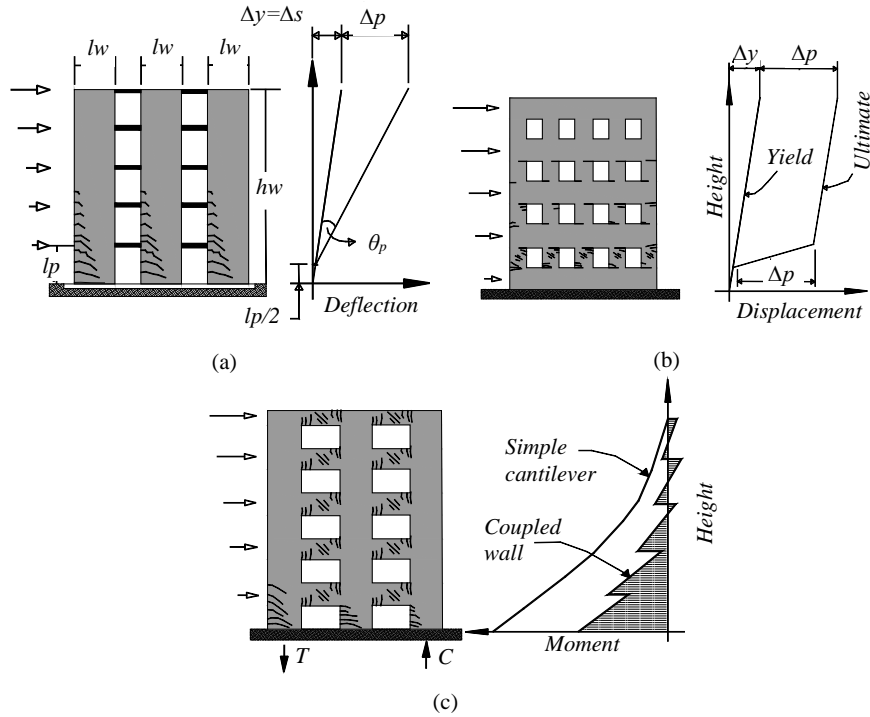 Δy=Δs Δp
lw lw lw
hw
lp
θp
lp/2
Deflection
(a)
Δy Δp
Height
Yield
Ultimate
Δp
Displacement
(b)
Simple
cantilever
Coupled
wall
Height
Moment
T C
(c)